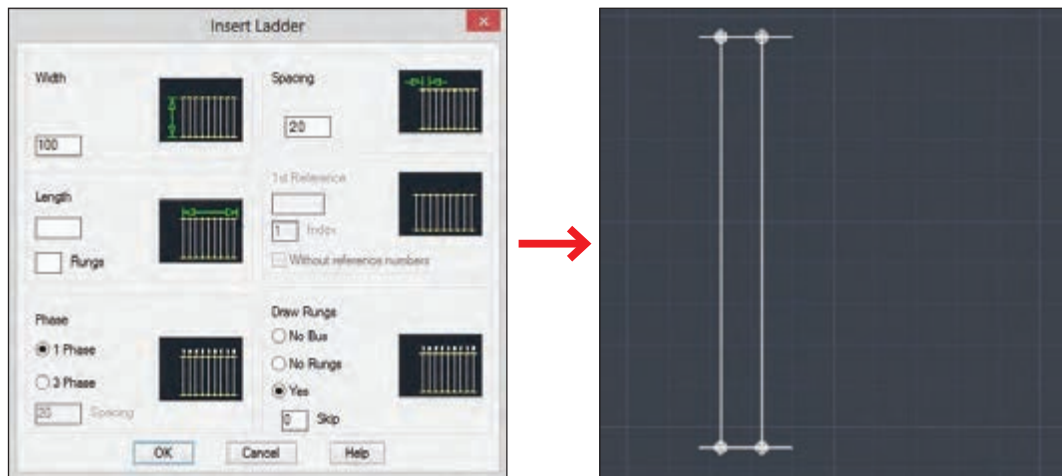 Insert Ladder
Width
100
Spacing
20
Length
Rungs
1st Reference
1 Index
Without reference numbers
Phase
1 Phase
3 Phase
20 Spacing
Draw Rungs
No Bus
No Rungs
Yes
0 Skip
OK Cancel Help